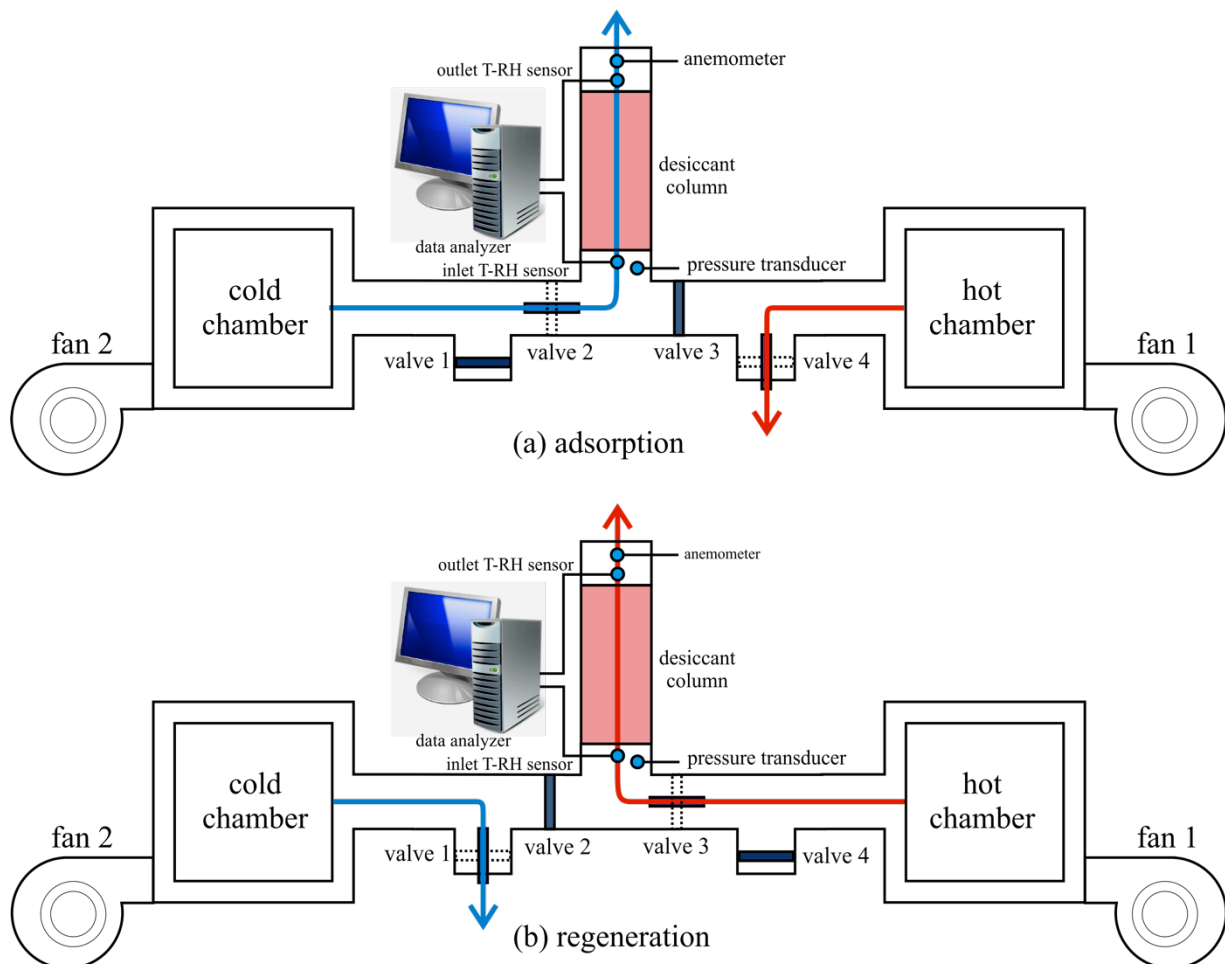 anemometer
outlet T-RH sensor
desiccant
column
data analyzer
inlet T-RH sensor
pressure transducer
cold
chamber
hot
chamber
fan 2
valve 1
valve 2
valve 3
valve 4
fan 1
(a) adsorption
anemometer
outlet T-RH sensor
desiccant
column
data analyzer
inlet T-RH sensor
pressure transducer
cold
chamber
hot
chamber
fan 2
valve 1
valve 2
valve 3
valve 4
fan 1
(b) regeneration